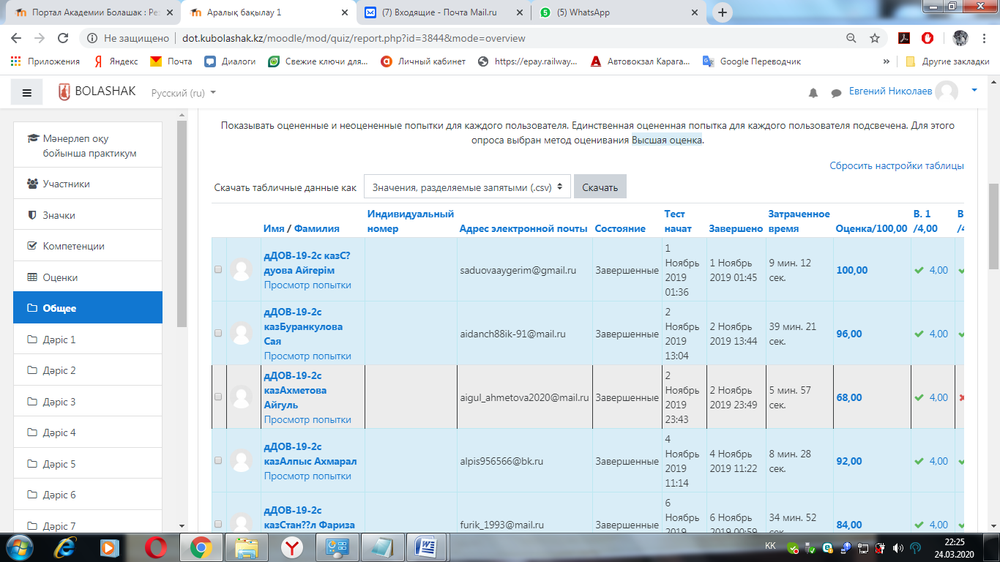 Портал Академии Болашак : Ре
Аралық бақылау 1
(7) Входящие - Почта Mail.ru
(5) WhatsApp
Не защищено
dot.kubolashak.kz/moodle/mod/quiz/report.php?id=3844&mode=overview
Приложения
Яндекс
Почта
Диалоги
Свежие ключи для...
Личный кабинет
https://epay.railway...
Автовокзал Карага...
Google Переводчик
»
Другие закладки
BOLASHAK
Русский (ru)
Евгений Николаев
Мәнерлеп оқу
бойынша практикум
Участники
Значки
Компетенции
Оценки
Общее
Дәріс 1
Дәріс 2
Дәріс 3
Дәріс 4
Дәріс 5
Дәріс 6
Дәріс 7
Показывать оцененные и неоцененные попытки для каждого пользователя. Единственная оцененная попытка для каждого пользователя подсвечена. Для этого
опроса выбран метод оценивания Высшая оценка.
Сбросить настройки таблицы
Скачать табличные данные как
Значения, разделяемые запятыми (.csv)
Скачать
Имя / Фамилия
Индивидуальный
номер
Адрес электронной почты
Состояние
Тест
начат
Завершено
Затраченное
время
Оценка/100,00
В. 1
/4,00
В
/4
дДОВ-19-2с казС?
дуова Айгерім
Просмотр попытки
saduovaaygerim@gmail.ru
Завершенные
1
Ноябрь
2019
01:36
1 Ноябрь
2019 01:45
9 мин. 12
сек.
100,00
4,00
дДОВ-19-2с
казБуранкулова
Сая
Просмотр попытки
aidanch88ik-91@mail.ru
Завершенные
2
Ноябрь
2019
13:04
2 Ноябрь
2019 13:44
39 мин. 21
сек.
96,00
4,00
дДОВ-19-2с
казАхметова
Айгуль
Просмотр попытки
aigul_ahmetova2020@mail.ru
Завершенные
2
Ноябрь
2019
23:43
2 Ноябрь
2019 23:49
5 мин. 57
сек.
68,00
4,00
дДОВ-19-2с
казАлпыс Ахмарал
Просмотр попытки
alpis956566@bk.ru
Завершенные
4
Ноябрь
2019
11:14
4 Ноябрь
2019 11:22
8 мин. 28
сек.
92,00
4,00
дДОВ-19-2с
казСтан??л Фариза
furik_1993@mail.ru
Завершенные
6
Ноябрь
2019
6 Ноябрь
2019 00:59
34 мин. 52
сек.
84,00
4,00
KK
22:25
24.03.2020